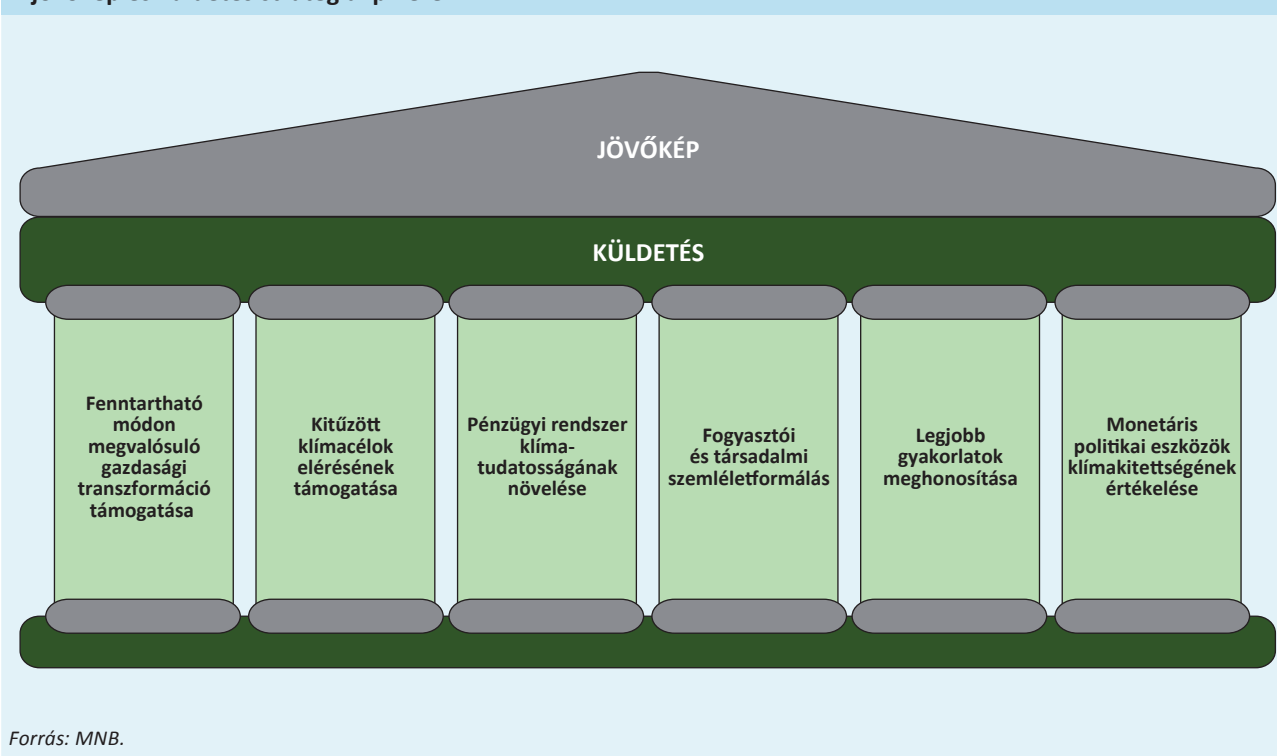 JÖVŐKÉP
KÜLDETÉS
Fenntartható
módon
megvalósuló
gazdasági
transzformáció
támogatása
Kitűzött
klímacélok
elérésének
támogatása
Pénzügyi rendszer
klíma-
tudatosságának
növelése
Fogyasztói
és társadalmi
szemléletformálás
Legjobb
gyakorlatok
meghonosítása
Monetáris
politikai eszközök
klímakitettségének
értékelése
Forrás: MNB.